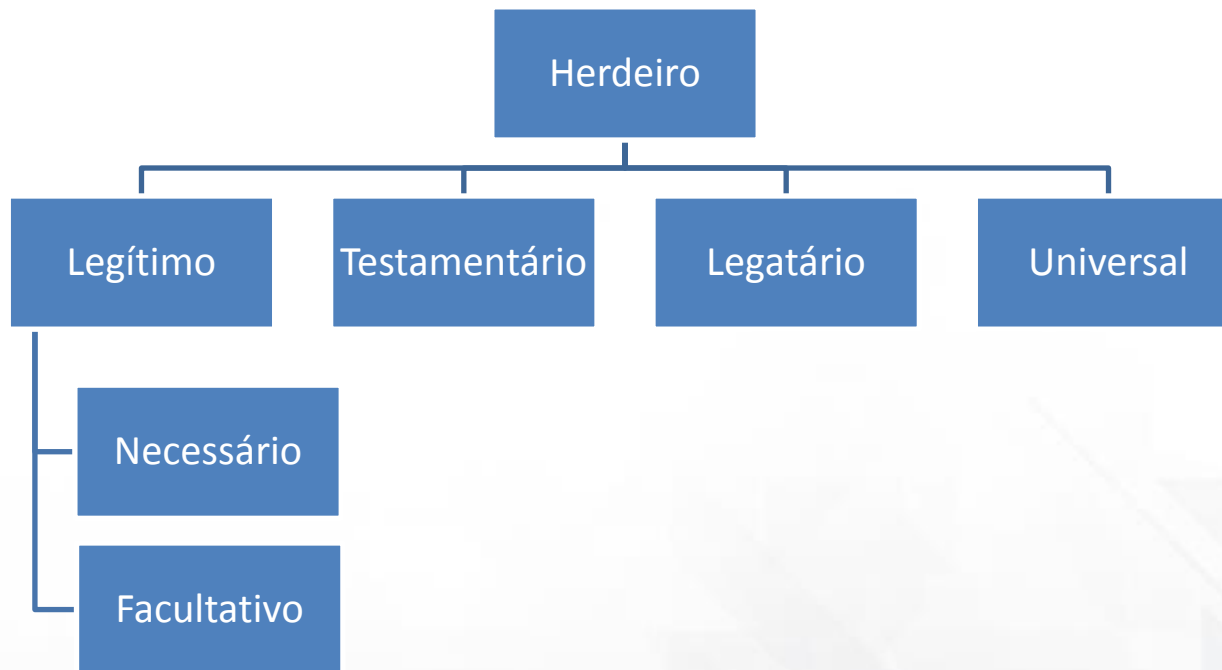 Herdeiro
Legítimo
Testamentário
Legatário
Universal
Necessário
Facultativo